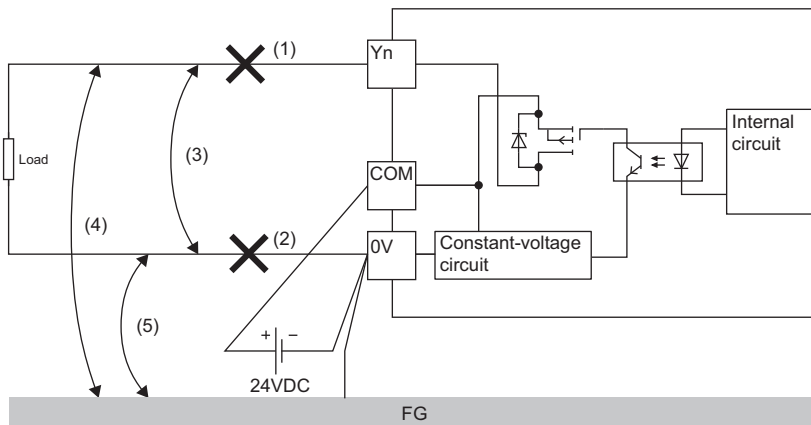 (1)
Yn
Internal
circuit
Load
(3)
COM
(4)
(2)
0V
Constant-voltage
circuit
(5)
+ −
24VDC
FG